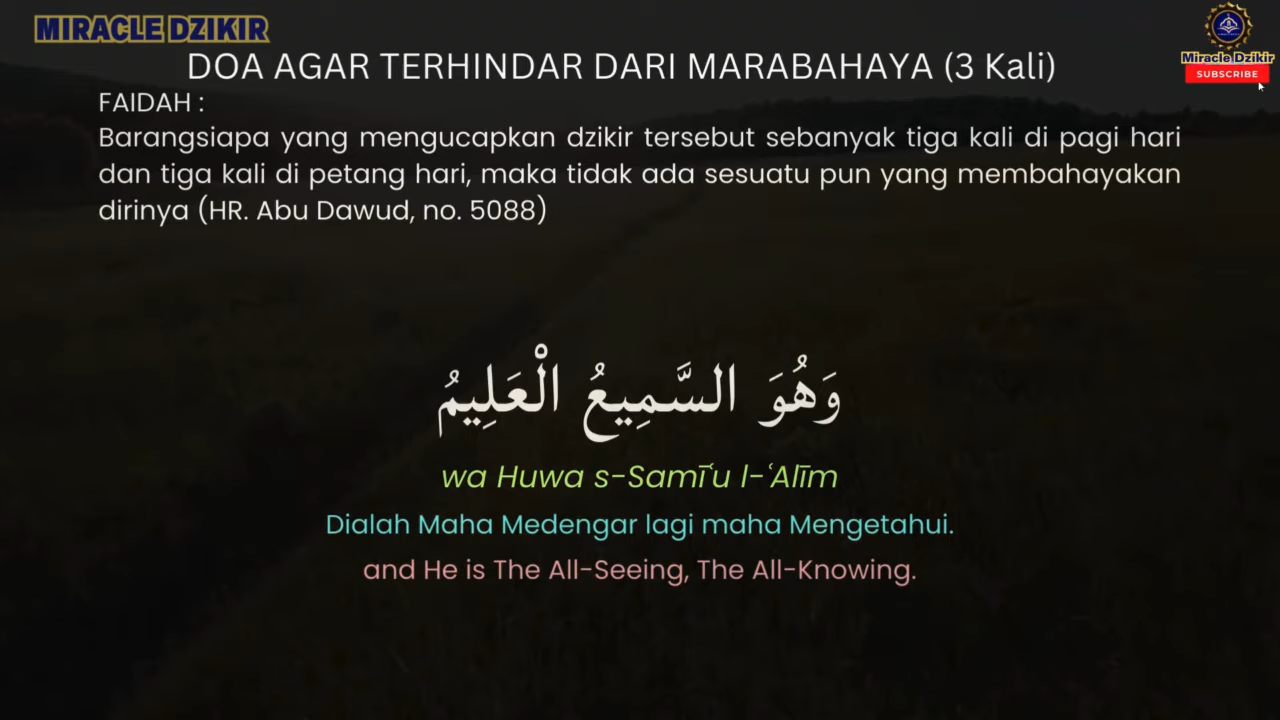 MIRACLE DZIKIR
Miracle Dzikir
SUBSCRIBE
DOA AGAR TERHINDAR DARI MARABAHAYA (3 Kali)
FAIDAH :
Barangsiapa yang mengucapkan dzikir tersebut sebanyak tiga kali di pagi hari
dan tiga kali di petang hari, maka tidak ada sesuatu pun yang membahayakan
dirinya (HR. Abu Dawud, no. 5088)
وَهُوَ السَّمِيعُ الْعَلِيمُ
wa Huwa s-Samīʿu l-ʿAlīm
Dialah Maha Medengar lagi maha Mengetahui.
and He is The All-Seeing, The All-Knowing.